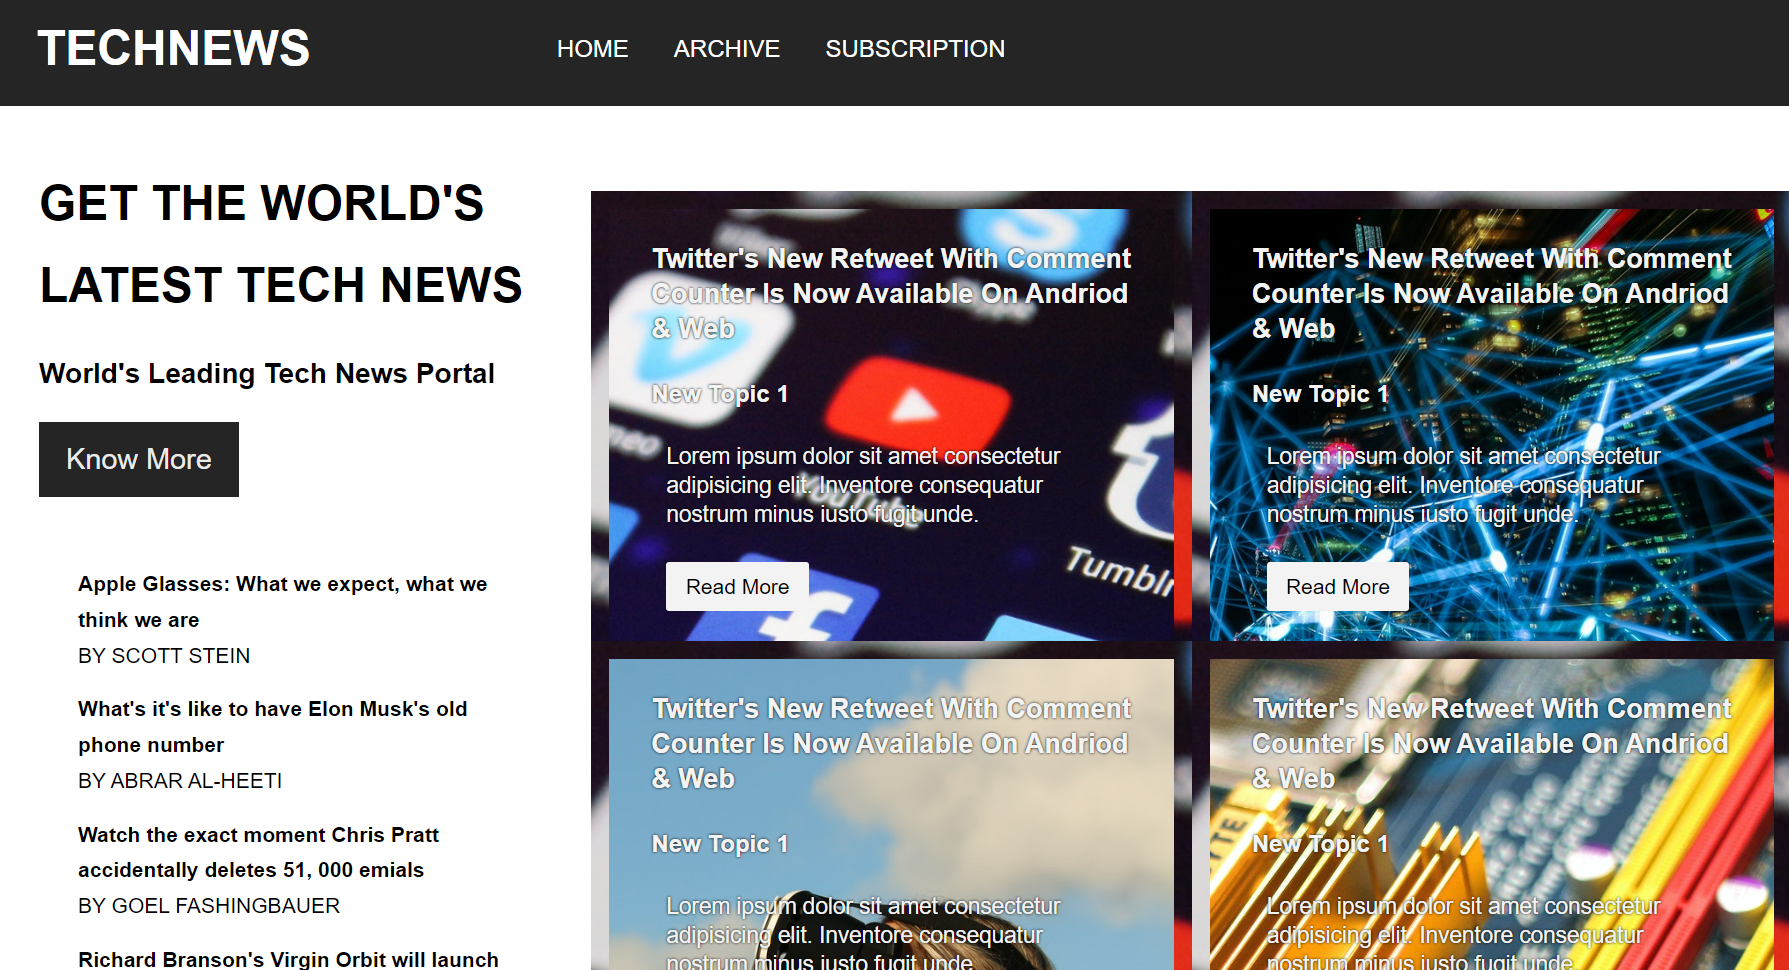 TECHNEWS
HOME ARCHIVE SUBSCRIPTION
GET THE WORLD'S
LATEST TECH NEWS
World's Leading Tech News Portal
Know More
Apple Glasses: What we expect, what we
think we are
BY SCOTT STEIN
What's it's like to have Elon Musk's old
phone number
BY ABRAR AL-HEETI
Watch the exact moment Chris Pratt
accidentally deletes 51, 000 emials
BY GOEL FASHINGBAUER
Richard Branson's Virgin Orbit will launch
Twitter's New Retweet With Comment
Counter Is Now Available On Andriod
& Web
New Topic 1
Lorem ipsum dolor sit amet consectetur
adipisicing elit. Inventore consequatur
nostrum minus iusto fugit unde.
Read More
YouTube
Tumblr
Twitter's New Retweet With Comment
Counter Is Now Available On Andriod
& Web
New Topic 1
Lorem ipsum dolor sit amet consectetur
adipisicing elit. Inventore consequatur
nostrum minus iusto fugit unde.
Read More
Twitter's New Retweet With Comment
Counter Is Now Available On Andriod
& Web
New Topic 1
Lorem ipsum dolor sit amet consectetur
adipisicing elit. Inventore consequatur
nostrum minus iusto fugit unde.
Twitter's New Retweet With Comment
Counter Is Now Available On Andriod
& Web
New Topic 1
Lorem ipsum dolor sit amet consectetur
adipisicing elit. Inventore consequatur
nostrum minus iusto fugit unde.